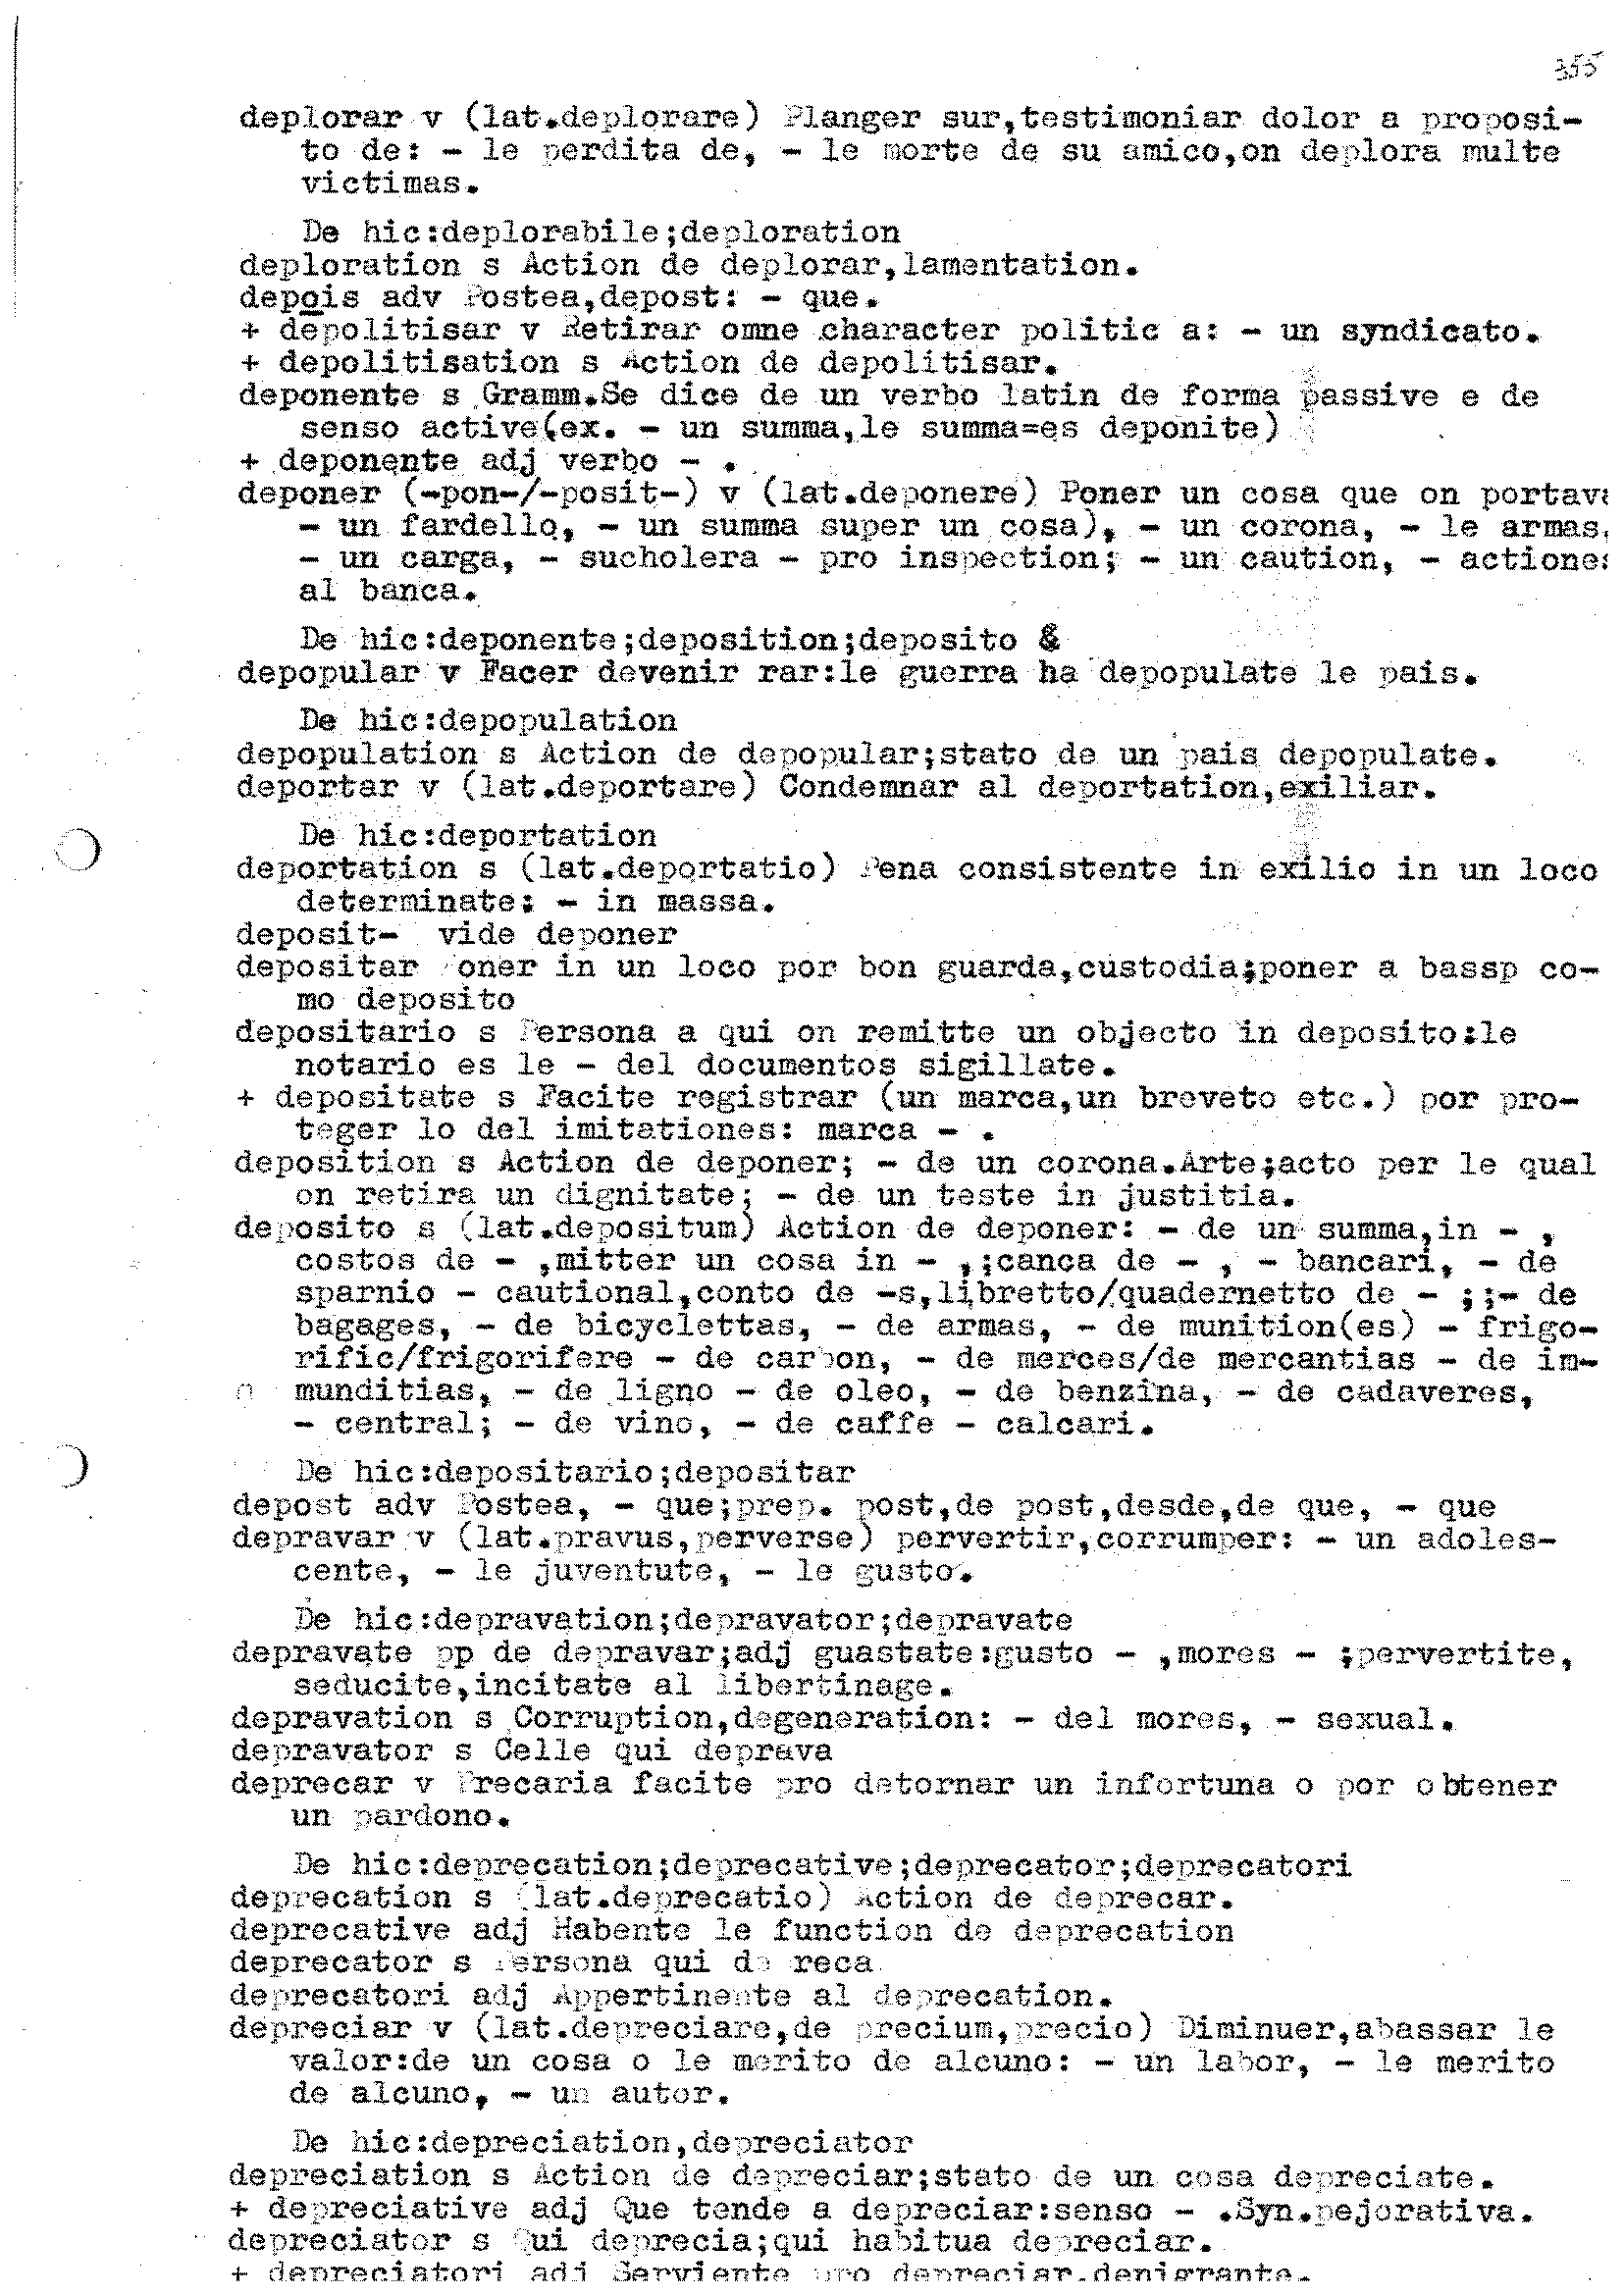 355
deplorar v (lat.deplorare) Planger sur,testimoniar dolor a proposi-
to de: - le perdita de, - le morte de su amico,on deplora multe
victimas.
De hic:deplorabile;deploration
deploration s Action de deplorar,lamentation.
depois adv Postea,depost: - que.
+ depolitisar v Retirar omne character politic a: - un syndicato.
+ depolitisation s Action de depolitisar.
deponente s Gramm.Se dice de un verbo latin de forma passive e de
senso active(ex. - un summa,le summa=es deponite)
+ deponente adj verbo - .
deponer (-pon-/-posit-) v (lat.deponere) Poner un cosa que on portava
- un fardello, - un summa super un cosa), - un corona, - le armas,
- un carga, - sucholera - pro inspection; - un caution, - actiones
al banca.
De hic:deponente;deposition;deposito &
depopular v Facer devenir rar:le guerra ha depopulate le pais.
De hic:depopulation
depopulation s Action de depopular;stato de un pais depopulate.
deportar v (lat.deportare) Condemnar al deportation,exiliar.
De hic:deportation
deportation s (lat.deportatio) Pena consistente in exilio in un loco
determinate: - in massa.
deposit- vide deponer
depositar oner in un loco por bon guarda,custodia;poner a bassp co-
mo deposito
depositario s Persona a qui on remitte un objecto in deposito:le
notario es le - del documentos sigillate.
+ depositate s Facite registrar (un marca,un breveto etc.) por pro-
teger lo del imitationes: marca - .
deposition s Action de deponer; - de un corona.Arte;acto per le qual
on retira un dignitate; - de un teste in justitia.
deposito s (lat.depositum) Action de deponer: - de un summa,in - ,
costos de - ,mitter un cosa in - ,;canca de - , - bancari, - de
sparnio - cautional,conto de -s,libretto/quadernetto de - ;;- de
bagages, - de bicyclettas, - de armas, - de munition(es) - frigo-
rific/frigorifere - de carbon, - de merces/de mercantias - de im-
munditias, - de ligno - de oleo, - de benzina, - de cadaveres,
- central; - de vino, - de caffe - calcari.
De hic:depositario;depositar
depost adv Postea, - que;prep. post,de post,desde,de que, - que
depravar v (lat.pravus,perverse) pervertir,corrumper: - un adoles-
cente, - le juventute, - le gusto.
De hic:depravation;depravator;depravate
depravate pp de depravar;adj guastate:gusto - ,mores - ;pervertite,
seducite,incitate al libertinage.
depravation s Corruption,degeneration: - del mores, - sexual.
depravator s Celle qui deprava
deprecar v Precaria facite pro detornar un infortuna o por obtener
un pardono.
De hic:deprecation;deprecative;deprecator;deprecatori
deprecation s (lat.deprecatio) Action de deprecar.
deprecative adj Habente le function de deprecation
deprecator s Persona qui de reca
deprecatori adj Appertinente al deprecation.
depreciar v (lat.depreciare,de precium,precio) Diminuer,abassar le
valor:de un cosa o le merito de alcuno: - un labor, - le merito
de alcuno, - un autor.
De hic:depreciation,depreciator
depreciation s Action de depreciar;stato de un cosa depreciate.
+ depreciative adj Que tende a depreciar:senso - .Syn.pejorativa.
depreciator s Qui deprecia;qui habitua depreciar.
+ depreciatori adj Serviente pro depreciar,denigrante.